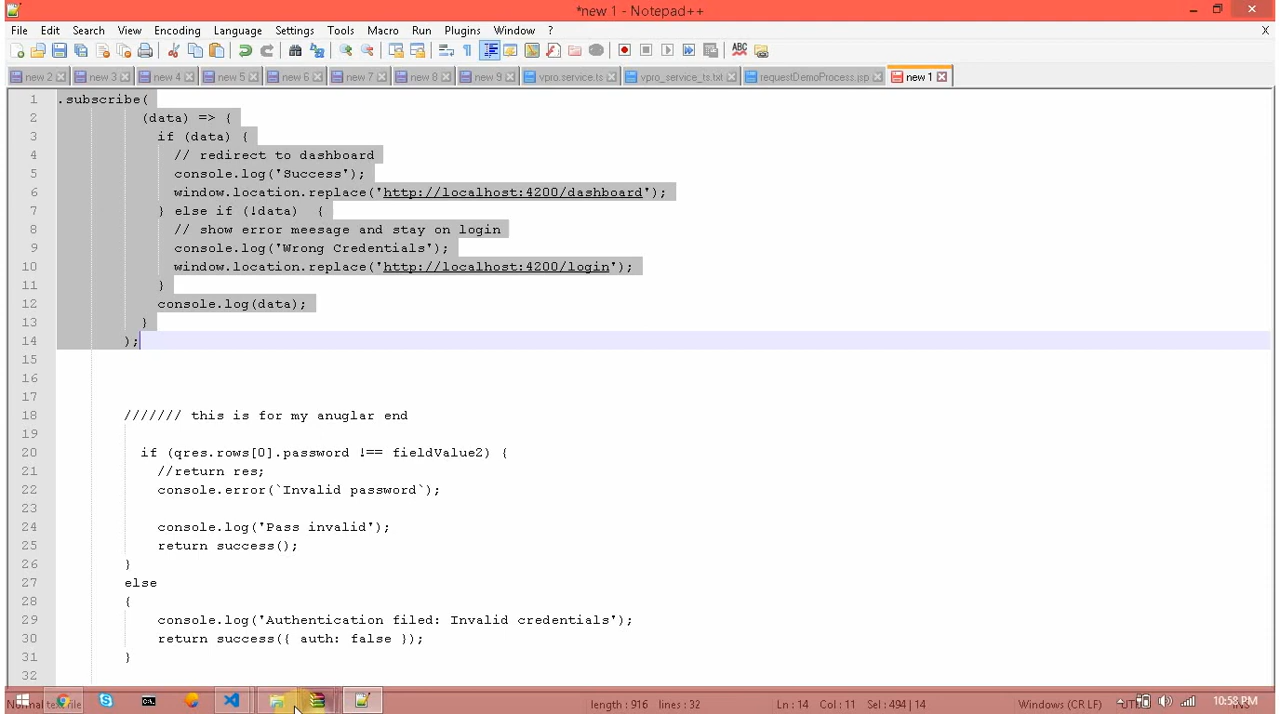 *new 1 - Notepad++
File Edit Search View Encoding Language Settings Tools Macro Run Plugins Window ? X
new 2 new 3 new 4 new 5 new 6 new 7 new 8 new 9 vpro.service.ts vpro_service_ts.txt requestDemoProcess.jsp new 1
1 .subscribe(
2 (data) => {
3 if (data) {
4 // redirect to dashboard
5 console.log('Success');
6 window.location.replace('http://localhost:4200/dashboard');
7 } else if (!data) {
8 // show error meesage and stay on login
9 console.log('Wrong Credentials');
10 window.location.replace('http://localhost:4200/login');
11 }
12 console.log(data);
13 }
14 );
15
16
17
18 /////// this is for my anuglar end
19
20 if (qres.rows[0].password !== fieldValue2) {
21 //return res;
22 console.error(`Invalid password`);
23
24 console.log('Pass invalid');
25 return success();
26 }
27 else
28 {
29 console.log('Authentication filed: Invalid credentials');
30 return success({ auth: false });
31 }
32
Normal text file length : 916 lines : 32 Ln : 14 Col : 11 Sel : 494 | 14 Windows (CR LF) 10:58 PM